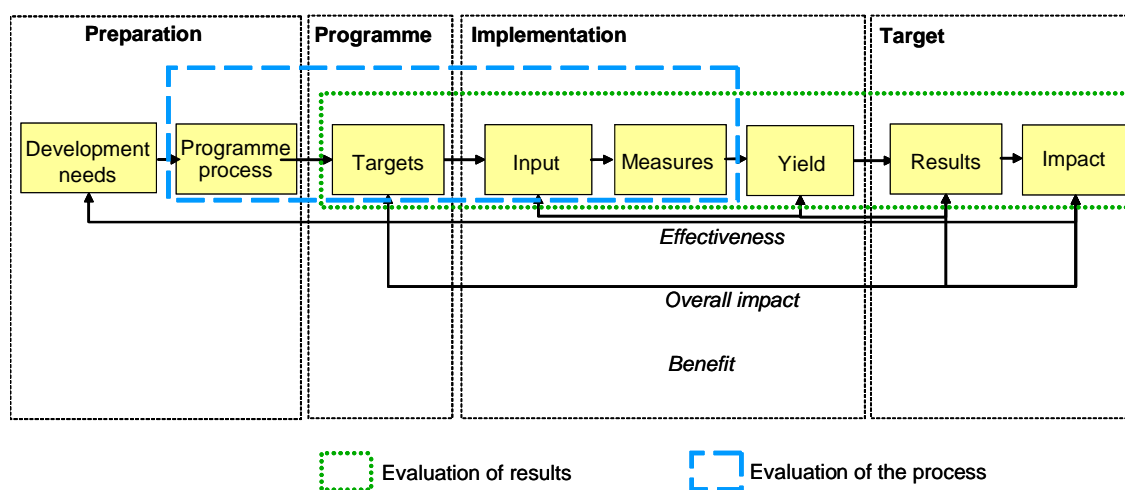 Preparation
Programme
Implementation
Target
Development
needs
Programme
process
Targets
Input
Measures
Yield
Results
Impact
Effectiveness
Overall impact
Benefit
Evaluation of results
Evaluation of the process